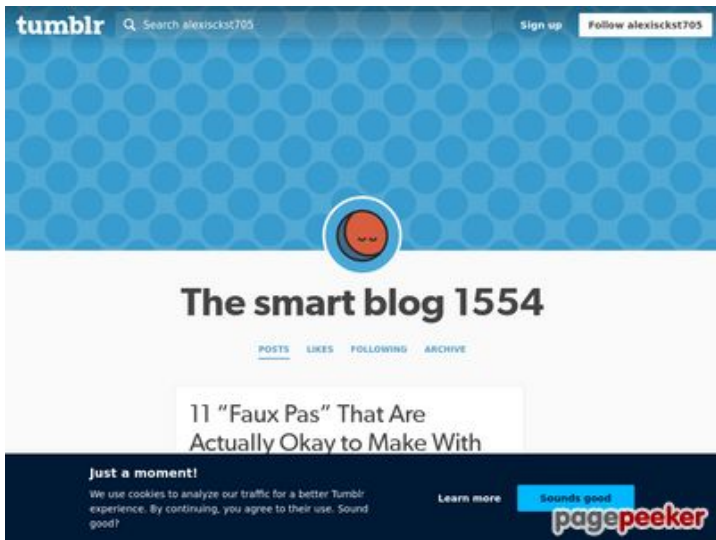 tumblr Search alexisckst705 Sign up Follow alexisckst705
The smart blog 1554
POSTS LIKES FOLLOWING ARCHIVE
11 “Faux Pas” That Are
Actually Okay to Make With
Just a moment!
We use cookies to analyze our traffic for a better Tumblr
experience. By continuing, you agree to their use. Sound
good?
Learn more Sounds good
pagepeeker